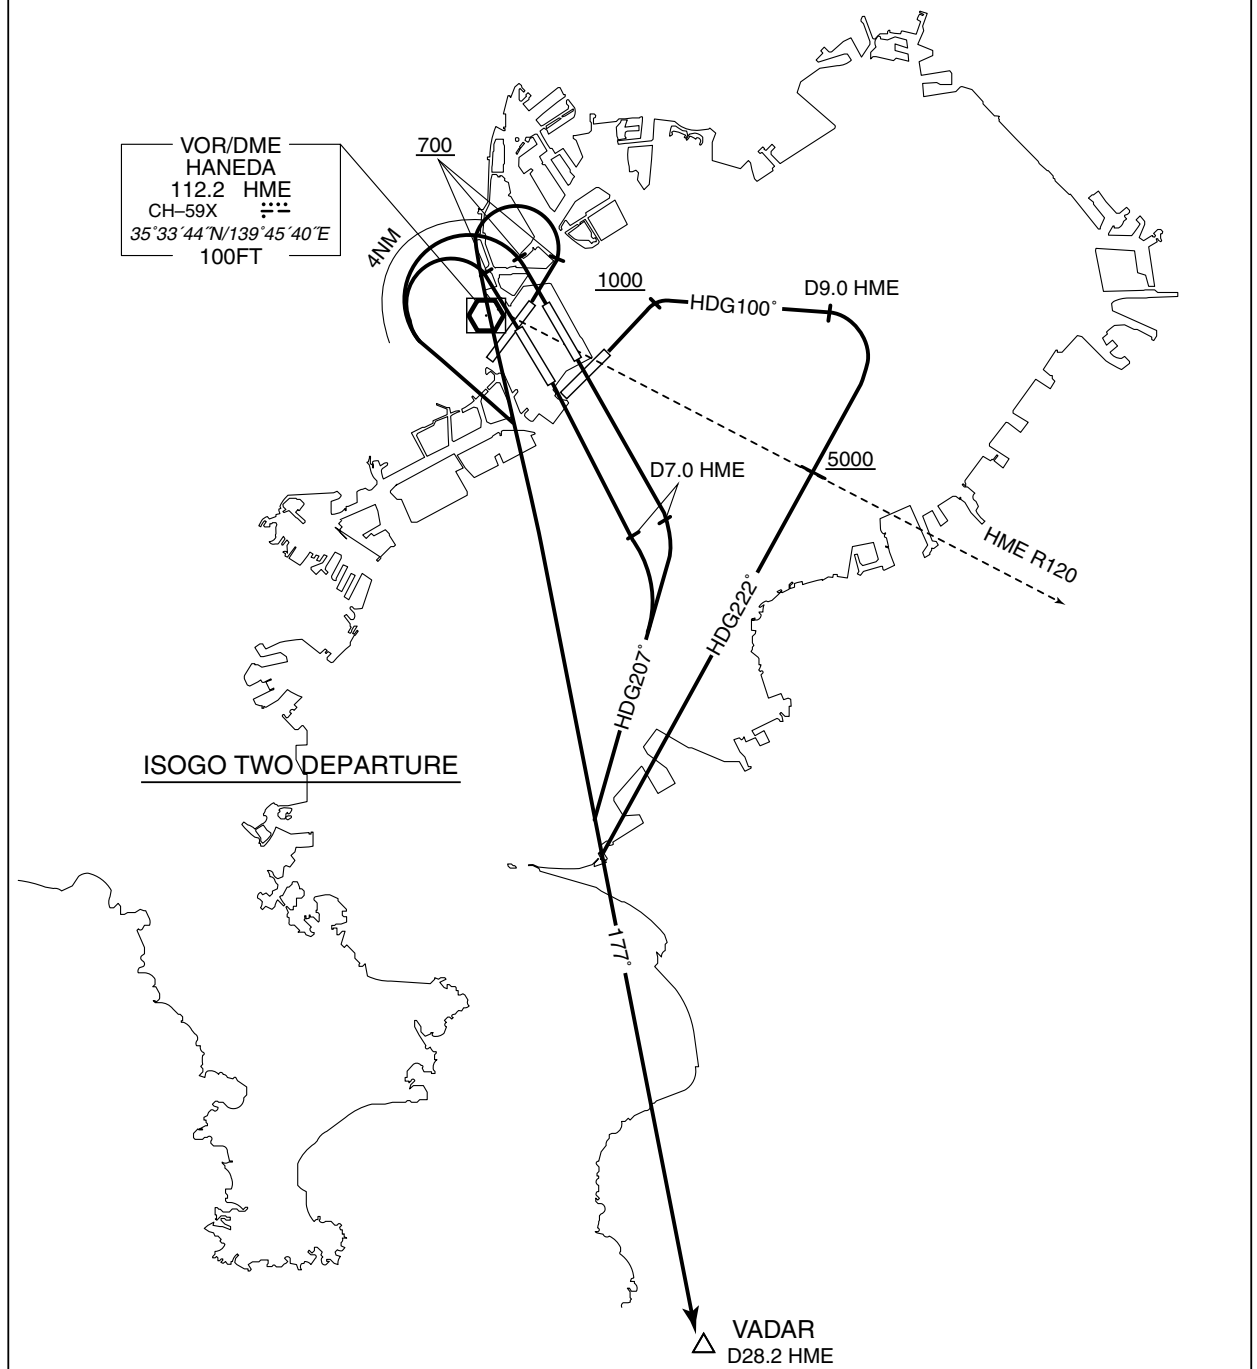 VOR/DME
HANEDA
112.2 HME
CH–59X
35°33´44˝N/139°45´40˝E
100FT
700
4NM
1000
HDG100°
D9.0 HME
D7.0 HME
5000
HME R120
HDG222°
HDG207°
ISOGO TWO DEPARTURE
177°
VADAR
D28.2 HME